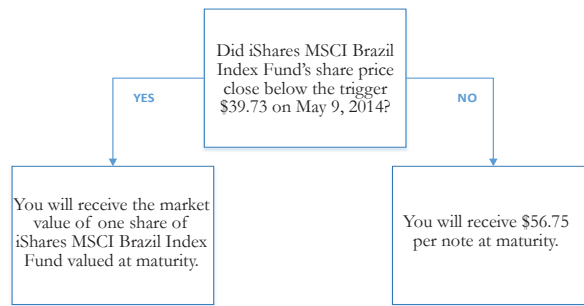 Did iShares MSCI Brazil
Index Fund's share price
close below the trigger
$39.73 on May 9, 2014?
YES
NO
You will receive the market
value of one share of
iShares MSCI Brazil Index
Fund valued at maturity.
You will receive $56.75
per note at maturity.